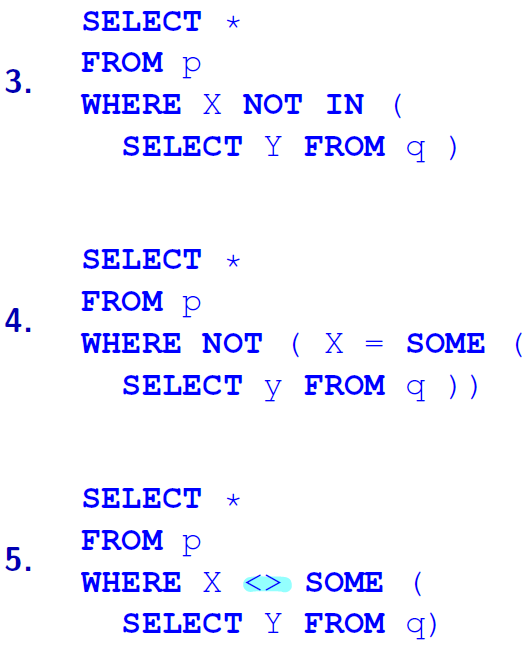 SELECT *
FROM p
3.
WHERE X NOT IN (
SELECT Y FROM q )
SELECT *
FROM p
4.
WHERE NOT ( X = SOME (
SELECT y FROM q ))
SELECT *
FROM p
5.
WHERE X <> SOME (
SELECT Y FROM q)